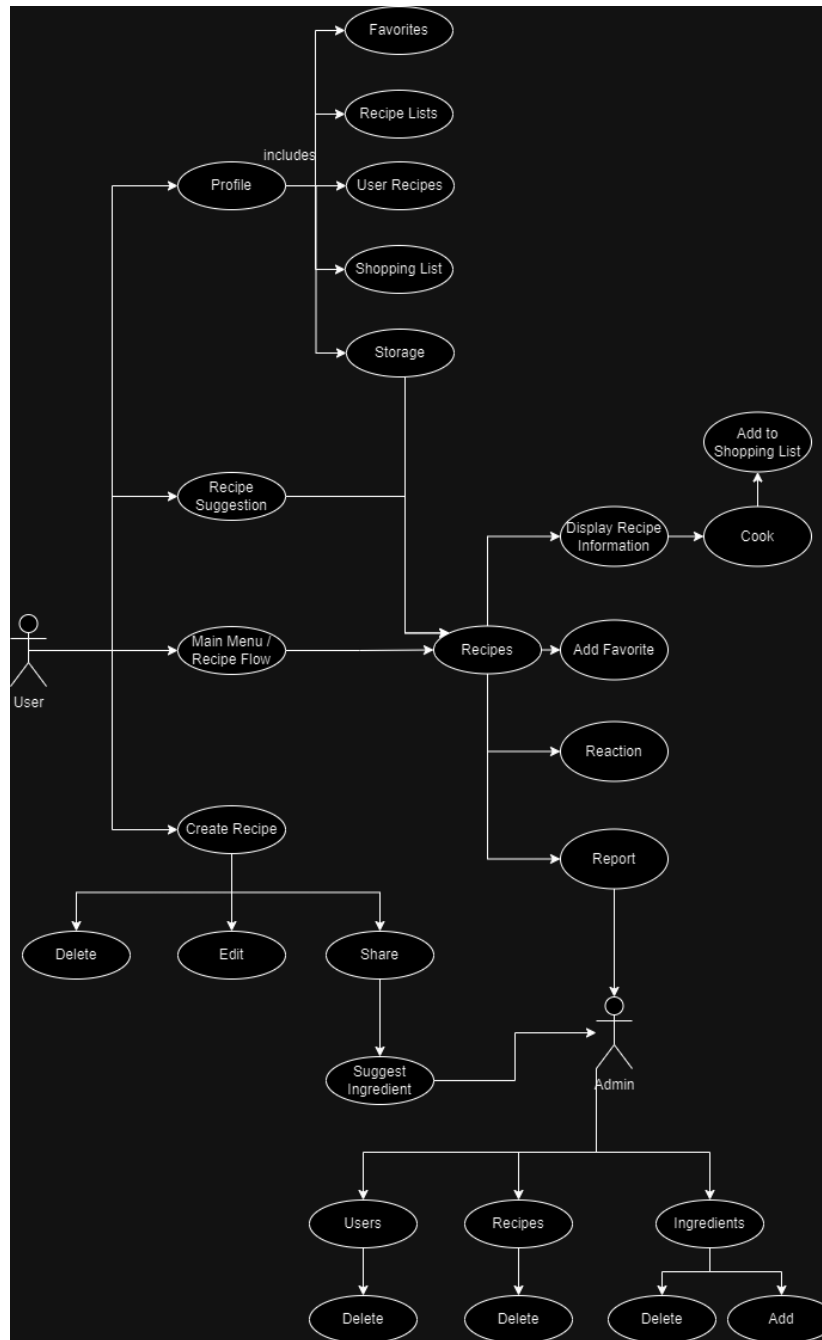 Favorites
Recipe Lists
includes
Profile
User Recipes
Shopping List
Storage
Add to
Shopping List
Recipe
Suggestion
Display Recipe
Information
Cook
Main Menu /
Recipe Flow
Recipes
Add Favorite
User
Reaction
Create Recipe
Report
Delete
Edit
Share
Suggest
Ingredient
Admin
Users
Recipes
Ingredients
Delete
Delete
Delete
Add